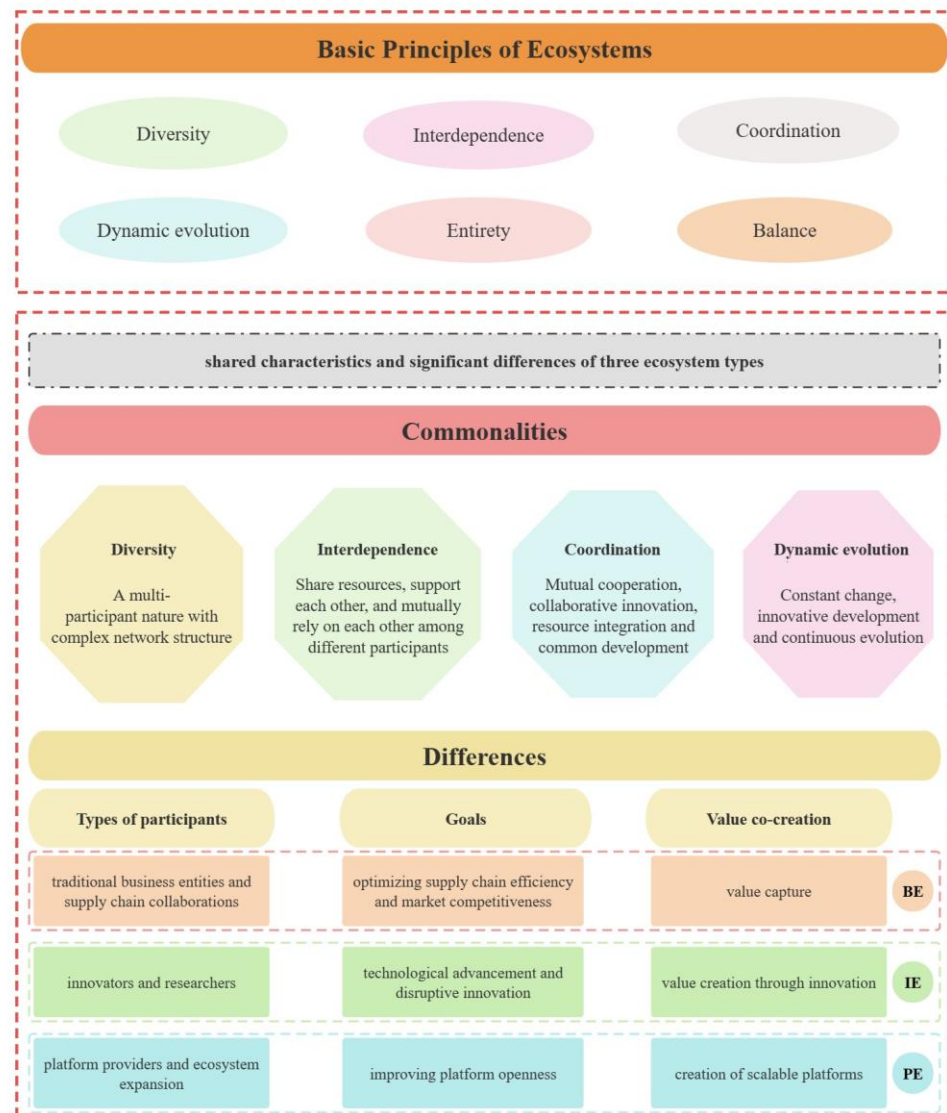 Basic Principles of Ecosystems
Diversity
Interdependence
Coordination
Dynamic evolution
Entirety
Balance
shared characteristics and significant differences of three ecosystem types
Commonalities
Diversity
A multi-
participant nature with
complex network structure
Interdependence
Share resources, support
each other, and mutually
rely on each other among
different participants
Coordination
Mutual cooperation,
collaborative innovation,
resource integration and
common development
Dynamic evolution
Constant change,
innovative development
and continuous evolution
Differences
Types of participants
Goals
Value co-creation
traditional business entities and
supply chain collaborations
optimizing supply chain efficiency
and market competitiveness
value capture
BE
innovators and researchers
technological advancement and
disruptive innovation
value creation through innovation
IE
platform providers and ecosystem
expansion
improving platform openness
creation of scalable platforms
PE